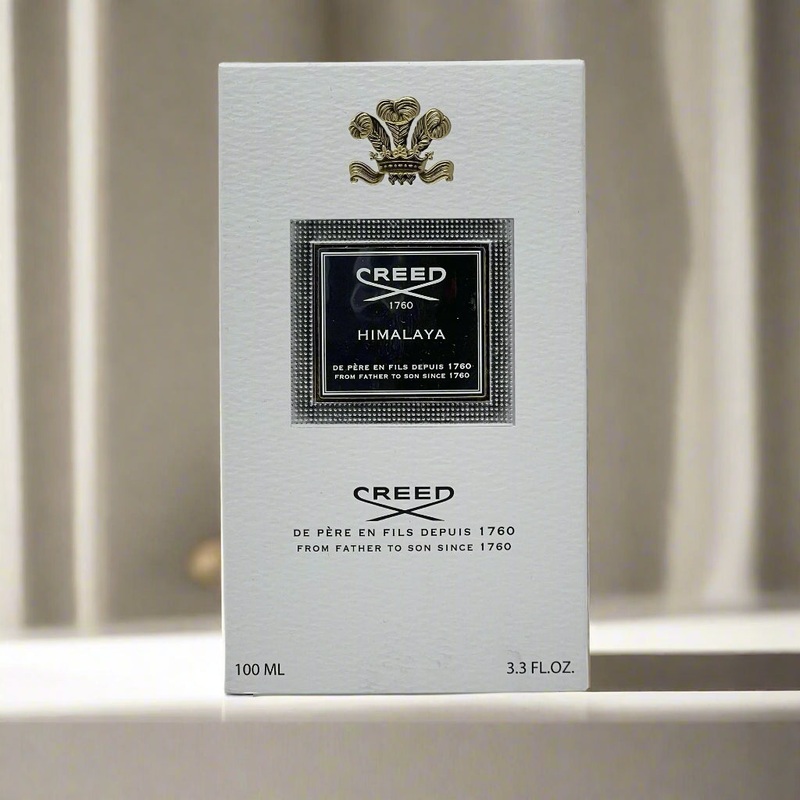 CREED
1760
HIMALAYA
DE PÈRE EN FILS DEPUIS 1760
FROM FATHER TO SON SINCE 1760
CREED
DE PÈRE EN FILS DEPUIS 1760
FROM FATHER TO SON SINCE 1760
100 ML 3.3 FL.OZ.